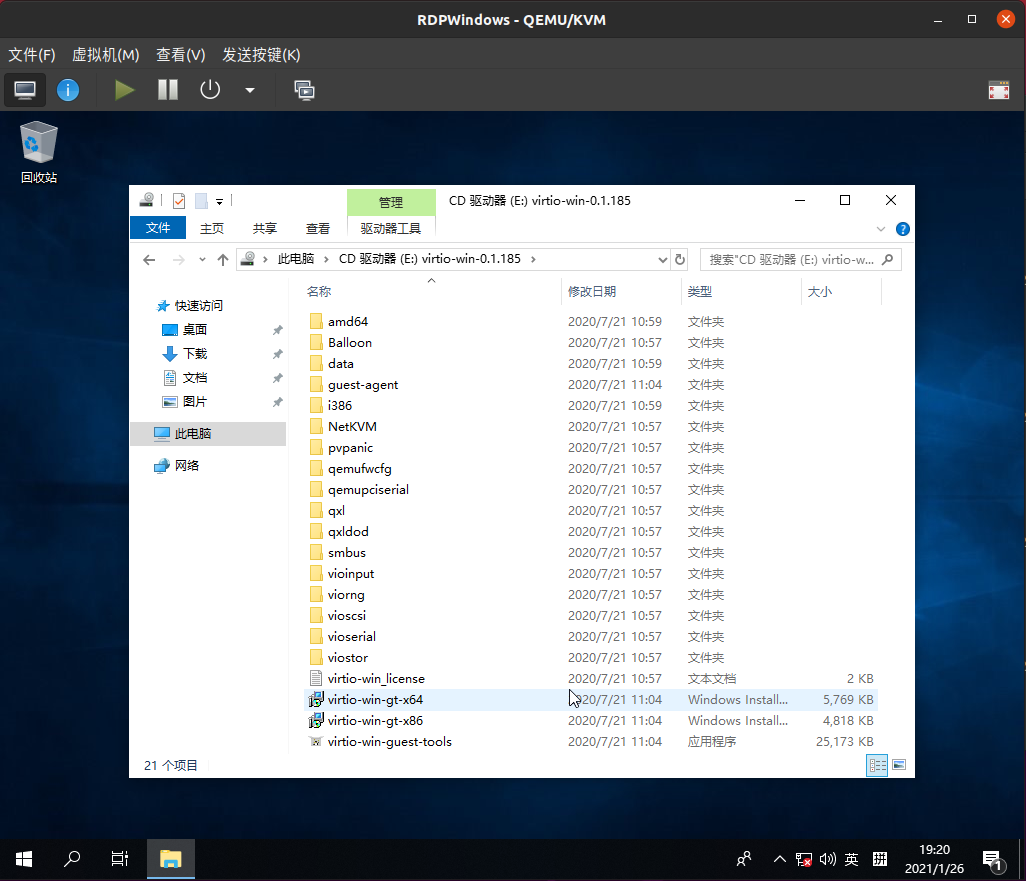 RDPWindows - QEMU/KVM
文件(F) 虚拟机(M) 查看(V) 发送按键(K)
回收站
管理 CD 驱动器 (E:) virtio-win-0.1.185
文件 主页 共享 查看 驱动器工具
此电脑 CD 驱动器 (E:) virtio-win-0.1.185 搜索"CD 驱动器 (E:) virtio-w...
名称 修改日期 类型 大小
快速访问
桌面
下载
文档
图片
此电脑
网络
amd64 2020/7/21 10:59 文件夹
Balloon 2020/7/21 10:57 文件夹
data 2020/7/21 10:59 文件夹
guest-agent 2020/7/21 11:04 文件夹
i386 2020/7/21 10:59 文件夹
NetKVM 2020/7/21 10:57 文件夹
pvpanic 2020/7/21 10:57 文件夹
qemufwcfg 2020/7/21 10:57 文件夹
qemupciserial 2020/7/21 10:57 文件夹
qxl 2020/7/21 10:57 文件夹
qxldod 2020/7/21 10:57 文件夹
smbus 2020/7/21 10:57 文件夹
vioinput 2020/7/21 10:57 文件夹
viorng 2020/7/21 10:57 文件夹
vioscsi 2020/7/21 10:57 文件夹
vioserial 2020/7/21 10:57 文件夹
viostor 2020/7/21 10:57 文件夹
virtio-win_license 2020/7/21 10:57 文本文档 2 KB
virtio-win-gt-x64 2020/7/21 11:04 Windows Install... 5,769 KB
virtio-win-gt-x86 2020/7/21 11:04 Windows Install... 4,818 KB
virtio-win-guest-tools 2020/7/21 11:04 应用程序 25,173 KB
21 个项目
英 拼 19:20
2021/1/26
1